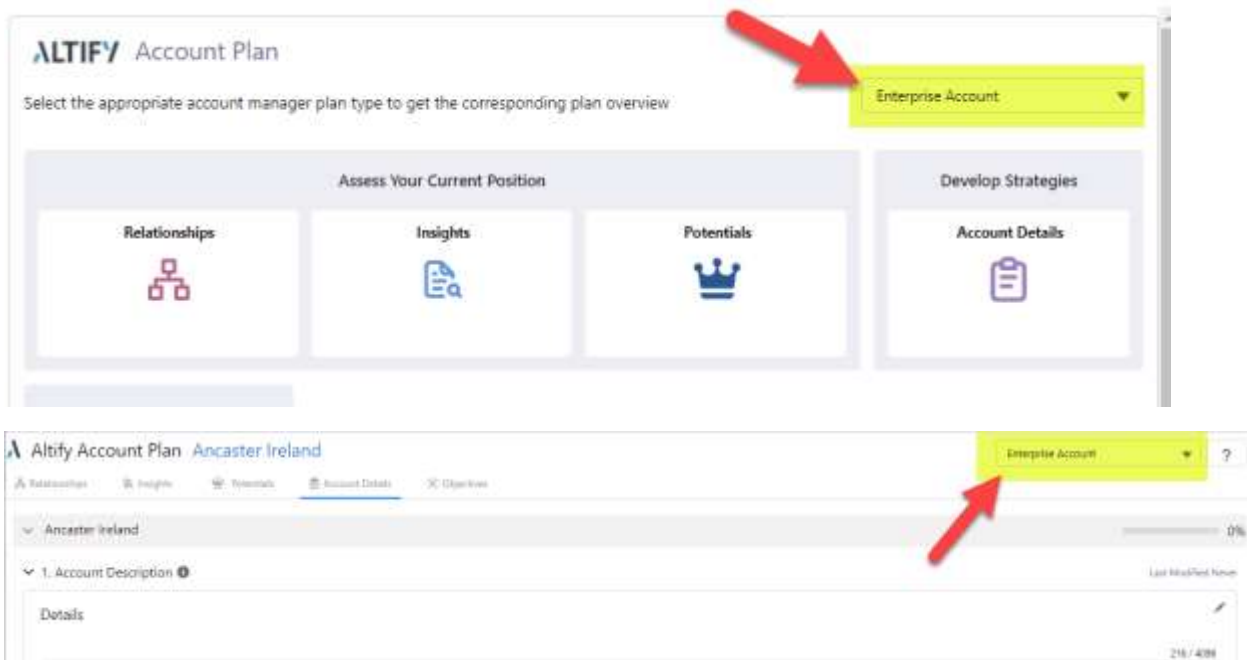 ALTIFY Account Plan
Select the appropriate account manager plan type to get the corresponding plan overview
Enterprise Account
Assess Your Current Position
Develop Strategies
Relationships
Insights
Potentials
Account Details
Altify Account Plan Ancaster Ireland
Enterprise Account
?
Relationships
Insights
Potentials
Account Details
Objectives
Ancaster Ireland
0%
1. Account Description
Last Modified Never
Details
216 / 4096